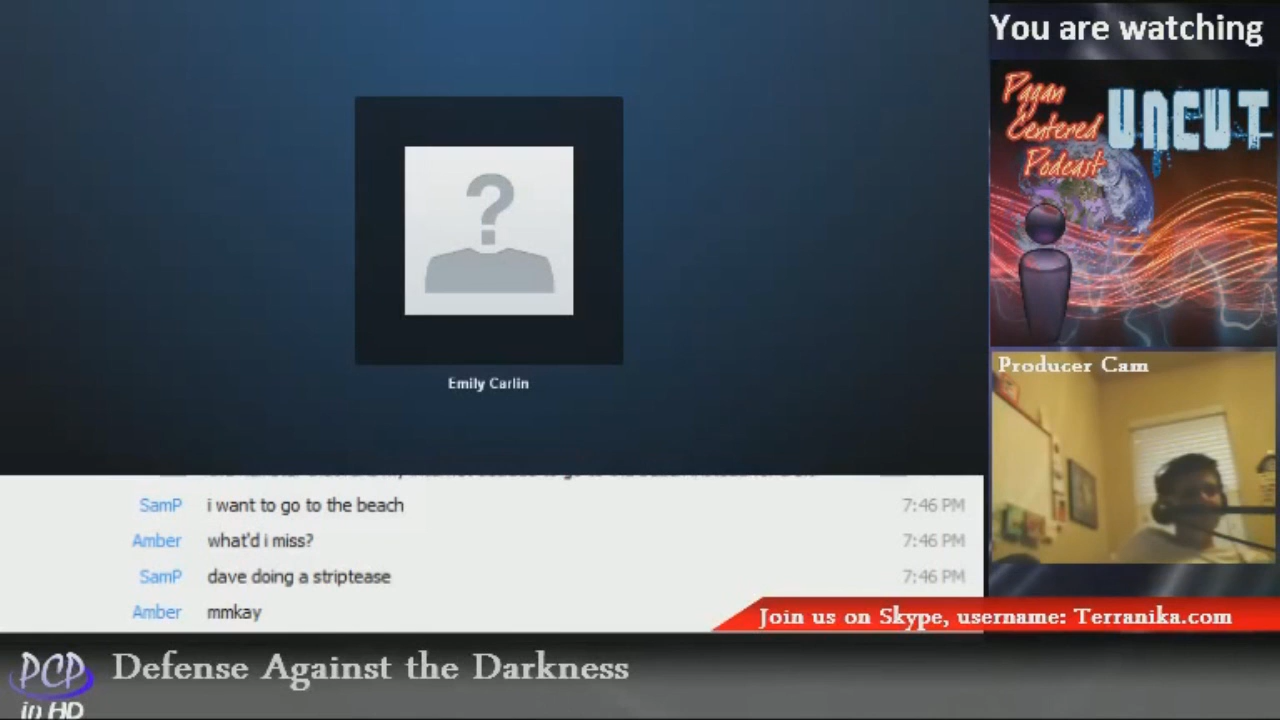 You are watching
Pagan
Centered
Podcast
UNCUT
?
Emily Carlin
Producer Cam
SamP i want to go to the beach 7:46 PM
Amber what'd i miss? 7:46 PM
SamP dave doing a striptease 7:46 PM
Amber mmkay
Join us on Skype, username: Terranika.com
PCP
in HD
Defense Against the Darkness